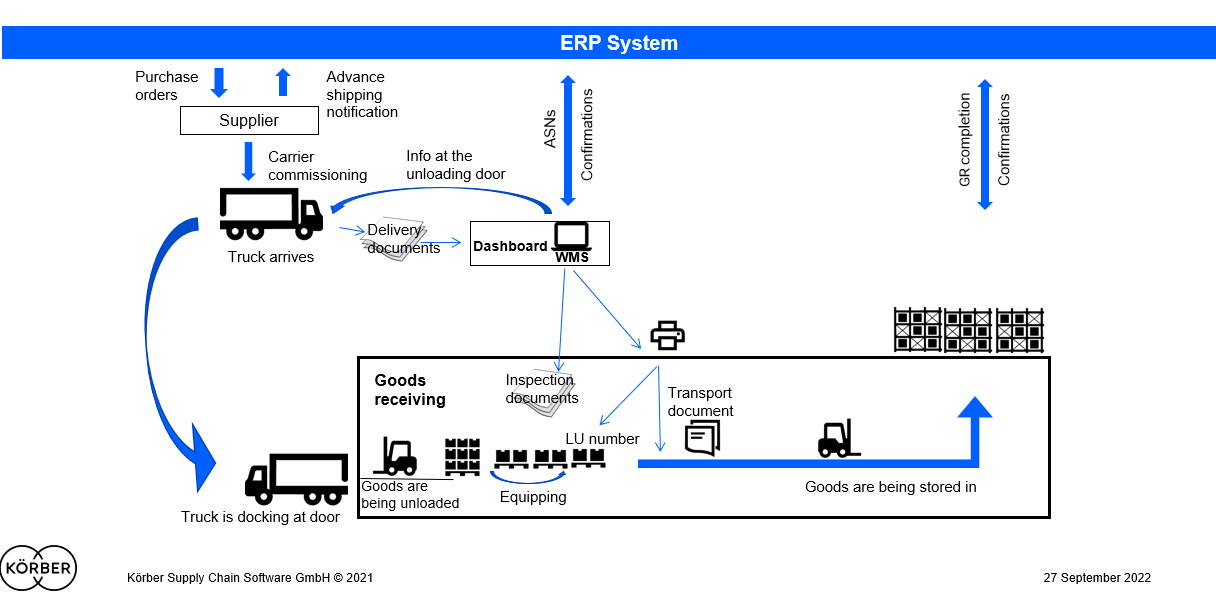 ERP System
Purchase
orders
Advance
shipping
notification
Supplier
ASNs
Confirmations
GR completion
Confirmations
Carrier
commissioning
Info at the
unloading door
Truck arrives
Delivery
documents
Dashboard
WMS
Goods
receiving
Inspection
documents
Transport
document
LU number
Goods are
being unloaded
Equipping
Goods are being stored in
Truck is docking at door
KÖRBER
Körber Supply Chain Software GmbH © 2021
27 September 2022